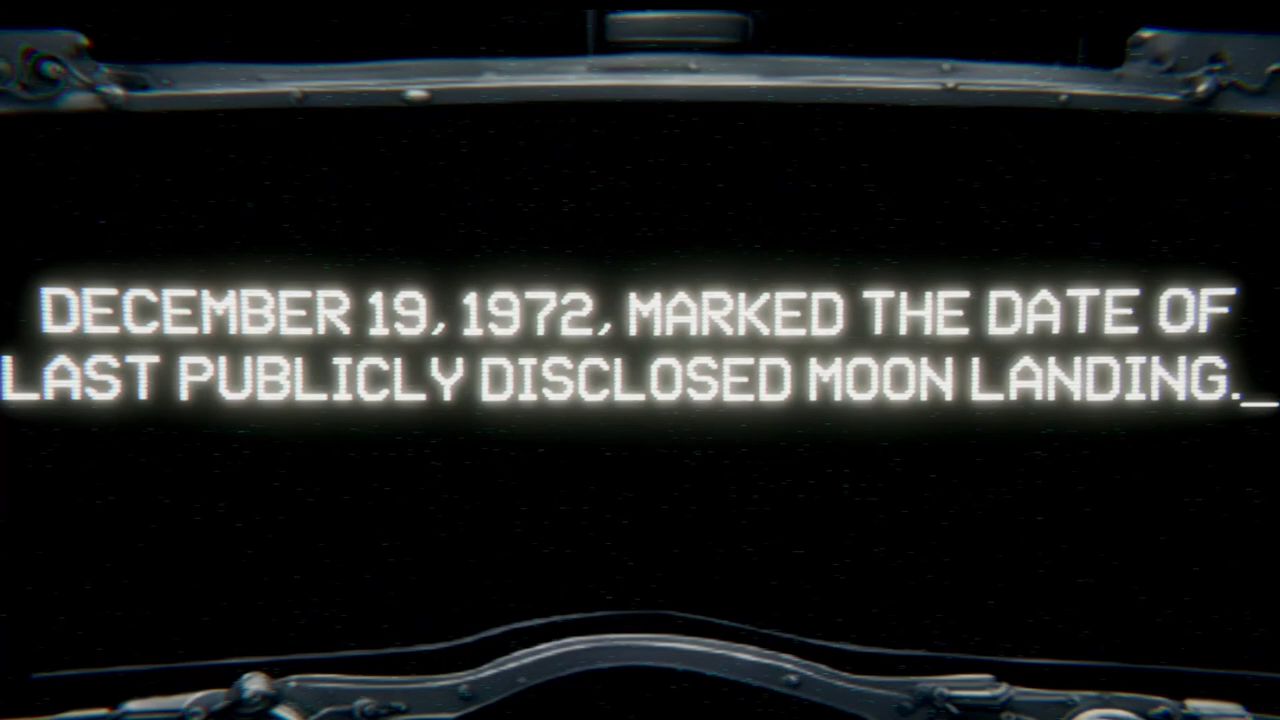 DECEMBER 19, 1972, MARKED THE DATE OF
LAST PUBLICLY DISCLOSED MOON LANDING._